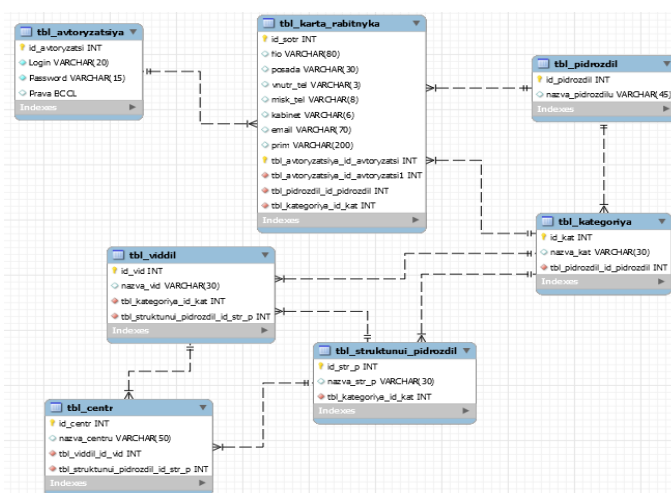 tbl_avtoryzatsiya
id_avtoryzatsi INT
Login VARCHAR(20)
Password VARCHAR(15)
Prava BCCL
Indexes
tbl_karta_rabitnyka
id_sotr INT
fio VARCHAR(80)
posada VARCHAR(30)
vnutr_tel VARCHAR(3)
misk_tel VARCHAR(8)
kabinet VARCHAR(6)
email VARCHAR(70)
prim VARCHAR(200)
tbl_avtoryzatsiya_id_avtoryzatsi INT
tbl_avtoryzatsiya_id_avtoryzatsi1 INT
tbl_pidrozdil_id_pidrozdil INT
tbl_kategoriya_id_kat INT
Indexes
tbl_pidrozdil
id_pidrozdil INT
nazva_pidrozdilu VARCHAR(45)
Indexes
tbl_kategoriya
id_kat INT
nazva_kat VARCHAR(30)
tbl_pidrozdil_id_pidrozdil INT
Indexes
tbl_viddil
id_vid INT
nazva_vid VARCHAR(30)
tbl_kategoriya_id_kat INT
tbl_struktunui_pidrozdil_id_str_p INT
Indexes
tbl_struktunui_pidrozdil
id_str_p INT
nazva_str_p VARCHAR(30)
tbl_kategoriya_id_kat INT
Indexes
tbl_centr
id_centr INT
nazva_centru VARCHAR(50)
tbl_viddil_id_vid INT
tbl_struktunui_pidrozdil_id_str_p INT
Indexes